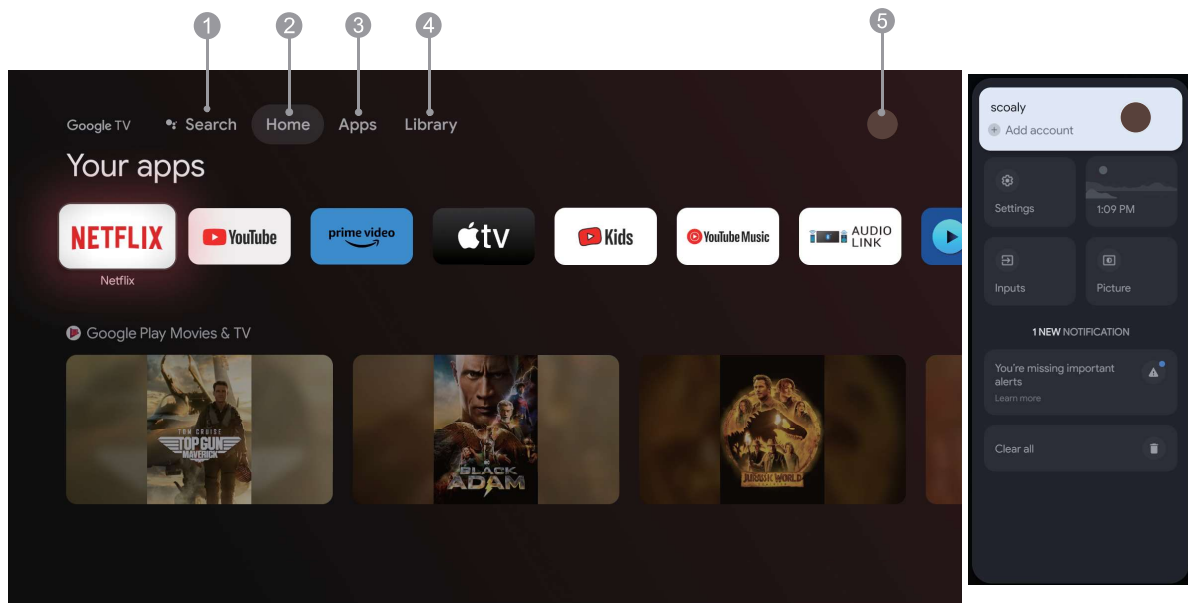 1
2
3
4
5
Google TV
Search
Home
Apps
Library
Your apps
NETFLIX
YouTube
prime video
tv
Kids
YouTube Music
AUDIO
LINK
Netflix
Google Play Movies & TV
TOM CRUISE
TOP GUN
MAVERICK
BLACK
ADAM
JURASSIC WORLD
scoaly
Add account
Settings
1:09 PM
Inputs
Picture
1 NEW NOTIFICATION
You're missing important
alerts
Learn more
Clear all